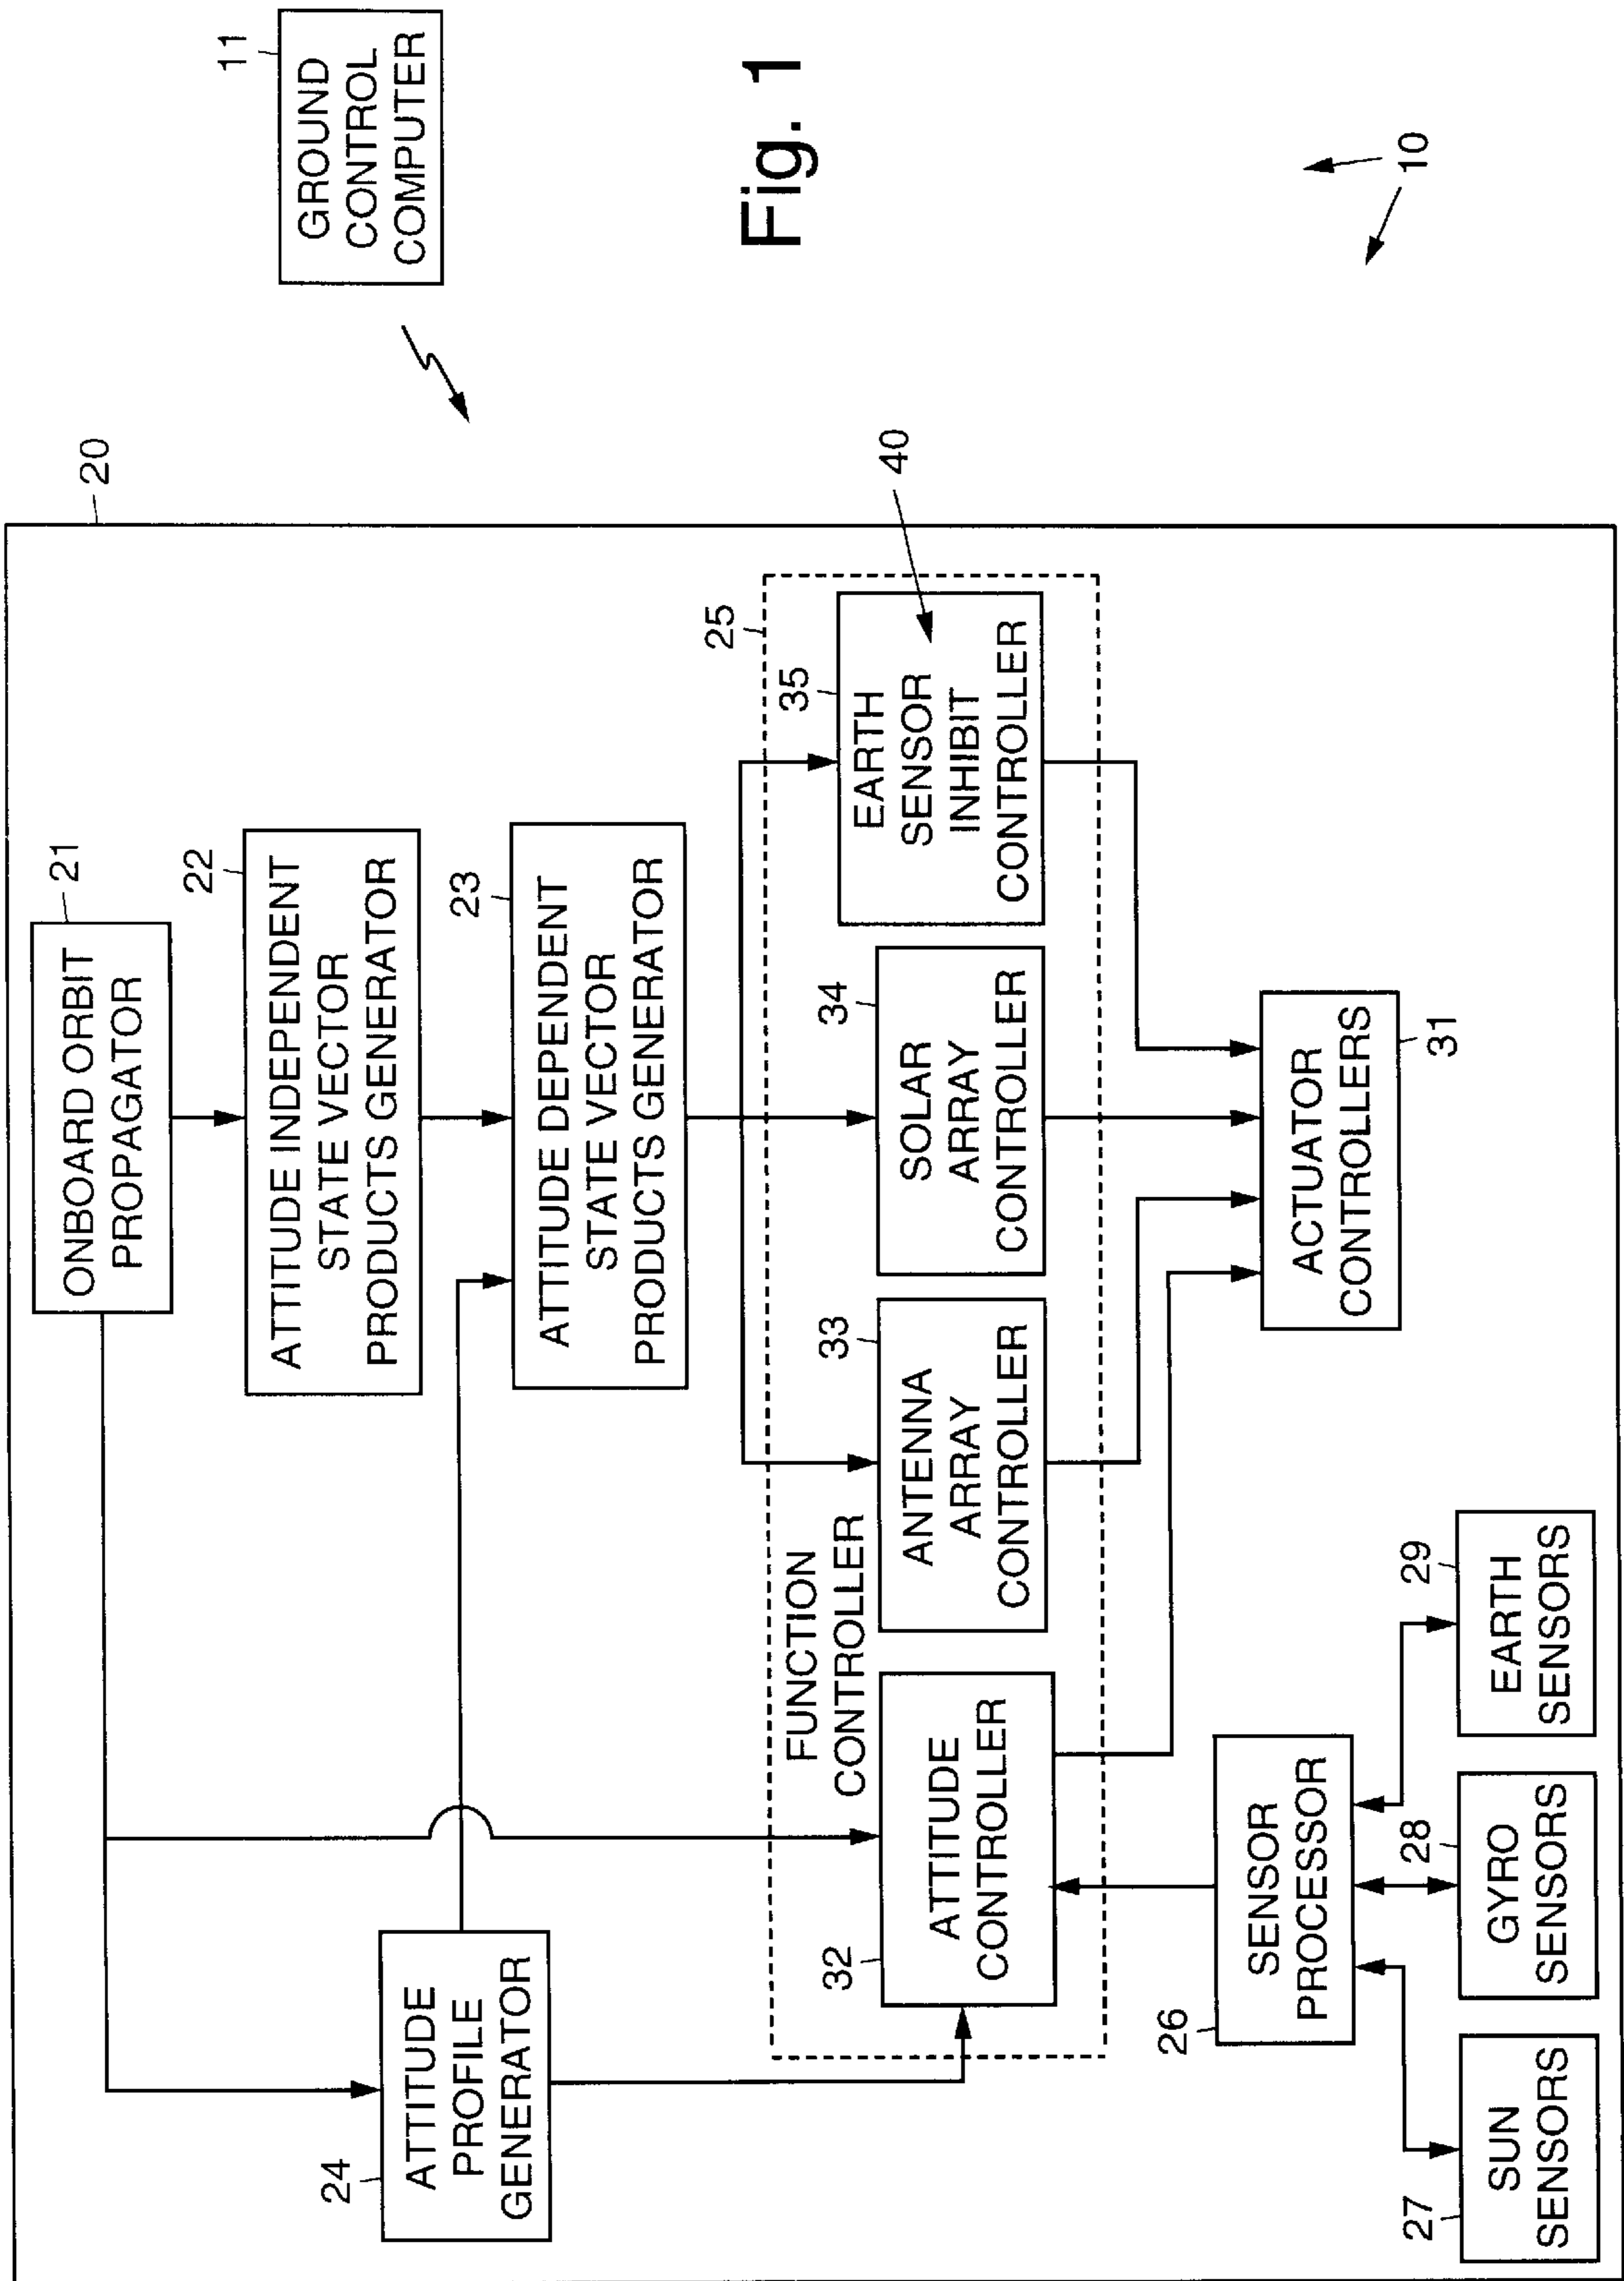 20
11
GROUND
CONTROL
COMPUTER
21
ONBOARD ORBIT
PROPAGATOR
22
ATTITUDE INDEPENDENT
STATE VECTOR
PRODUCTS GENERATOR
24
ATTITUDE
PROFILE
GENERATOR
23
ATTITUDE DEPENDENT
STATE VECTOR
PRODUCTS GENERATOR
Fig. 1
25
FUNCTION
CONTROLLER
32
ATTITUDE
CONTROLLER
33
ANTENNA
ARRAY
CONTROLLER
34
SOLAR
ARRAY
CONTROLLER
35
EARTH
SENSOR
INHIBIT
CONTROLLER
40
26
SENSOR
PROCESSOR
ACTUATOR
CONTROLLERS
31
10
27
SUN
SENSORS
28
GYRO
SENSORS
29
EARTH
SENSORS